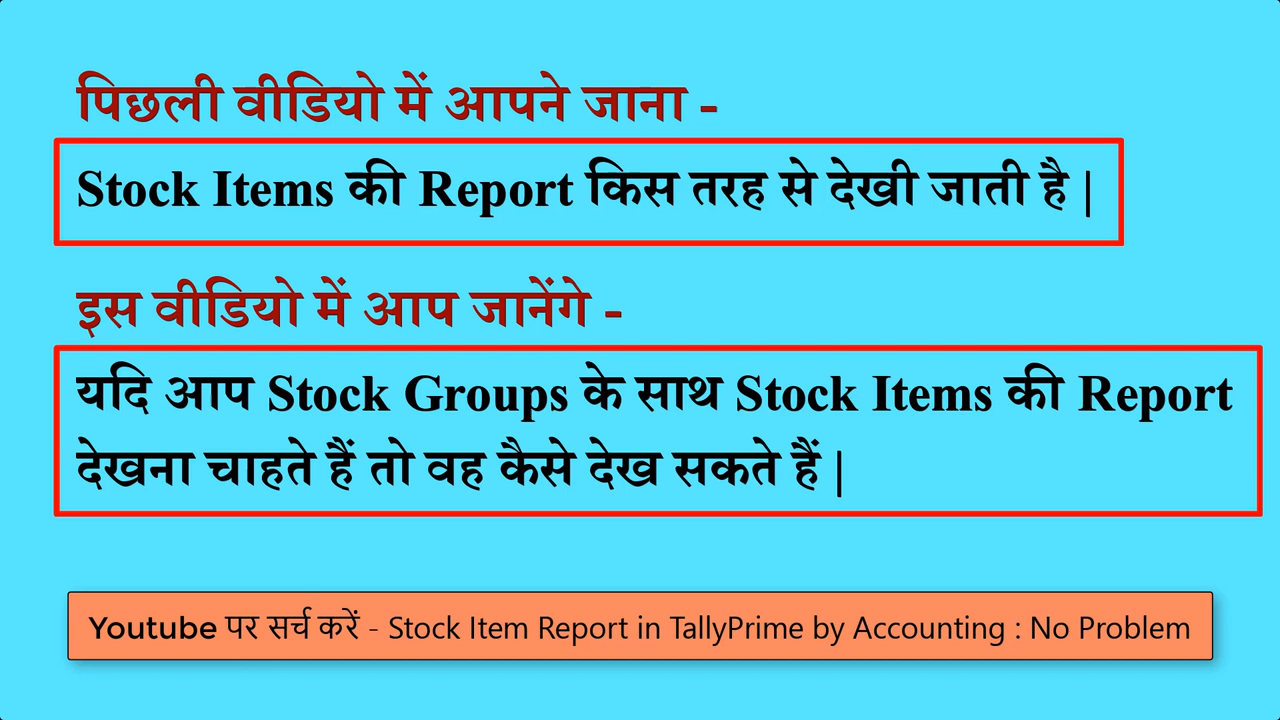 पिछली वीडियो में आपने जाना -
Stock Items की Report किस तरह से देखी जाती है |
इस वीडियो में आप जानेंगे -
यदि आप Stock Groups के साथ Stock Items की Report
देखना चाहते हैं तो वह कैसे देख सकते हैं |
Youtube पर सर्च करें - Stock Item Report in TallyPrime by Accounting : No Problem